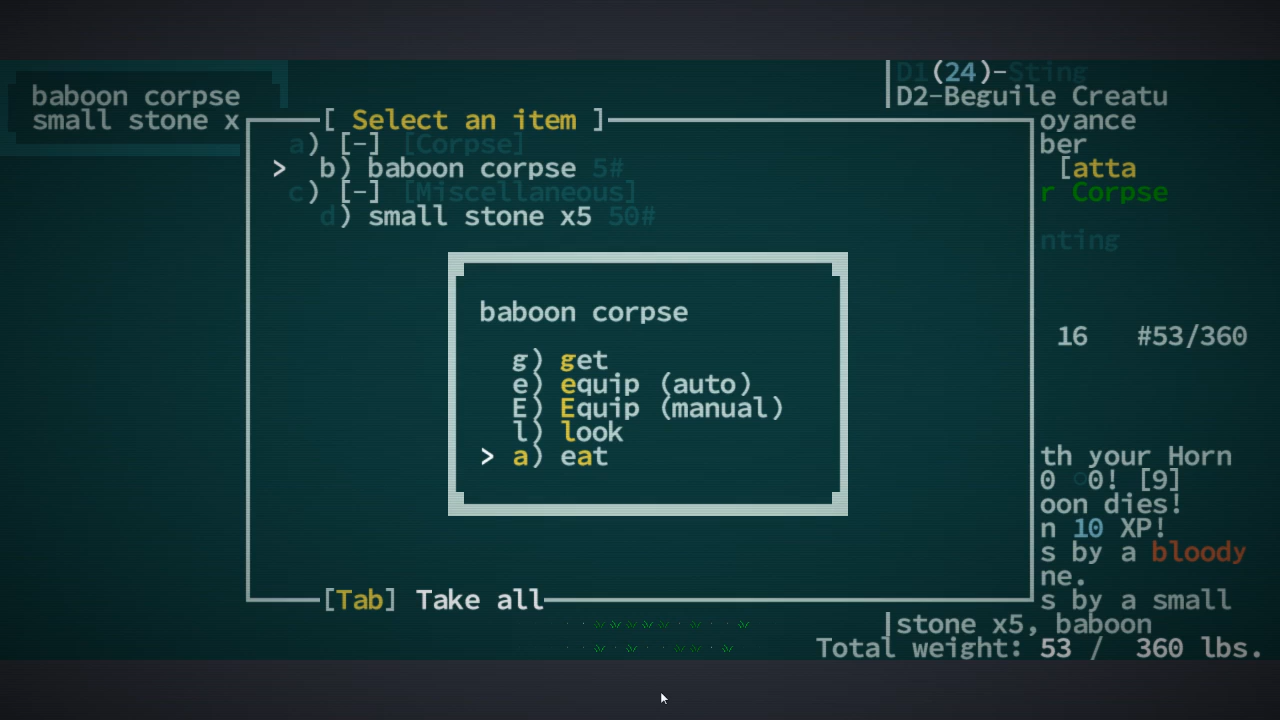 D1(24)-Sting
D2-Beguile Creatu
baboon corpse
small stone x
[ Select an item ]
oyance
a) [-] [Corpse]
ber
> b) baboon corpse 5#
[atta
c) [-] [Miscellaneous]
r Corpse
d) small stone x5 50#
nting
baboon corpse
16 #53/360
g) get
e) equip (auto)
E) Equip (manual)
l) look
> a) eat
th your Horn
0 ○0! [9]
oon dies!
n 10 XP!
s by a bloody
ne.
[Tab] Take all
s by a small
stone x5, baboon
Total weight: 53 / 360 lbs.